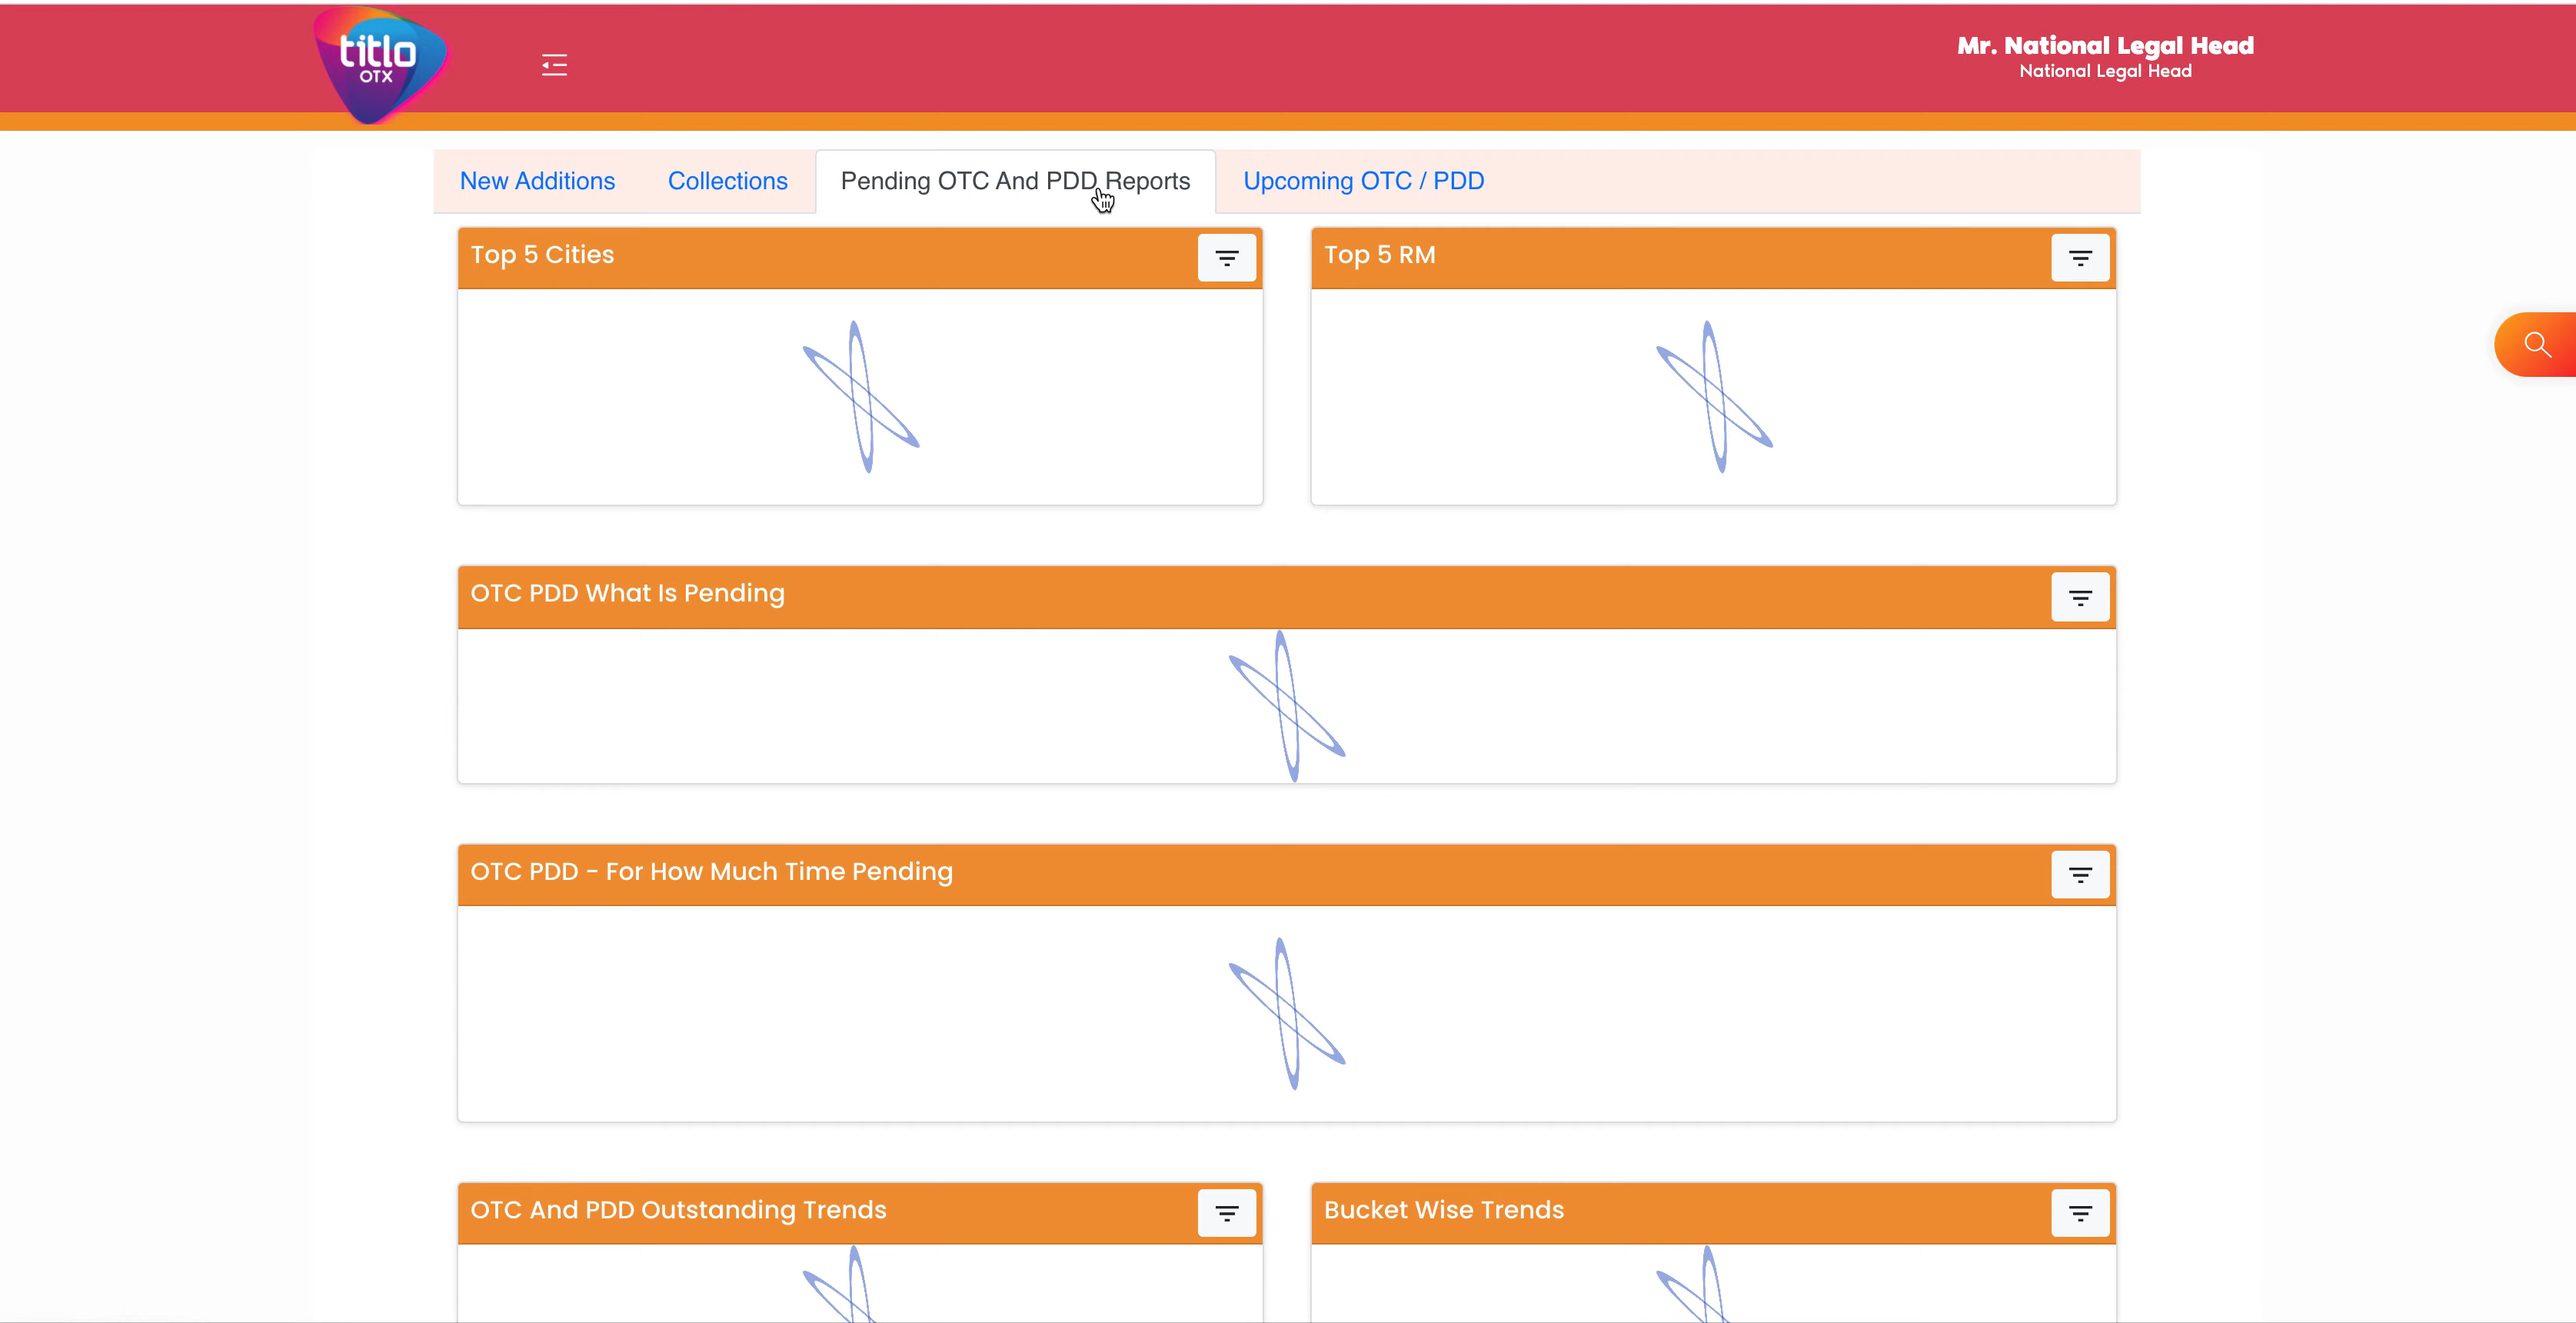 titlo
OTX
Mr. National Legal Head
National Legal Head
New Additions
Collections
Pending OTC And PDD Reports
Upcoming OTC / PDD
Top 5 Cities
Top 5 RM
OTC PDD What Is Pending
OTC PDD - For How Much Time Pending
OTC And PDD Outstanding Trends
Bucket Wise Trends